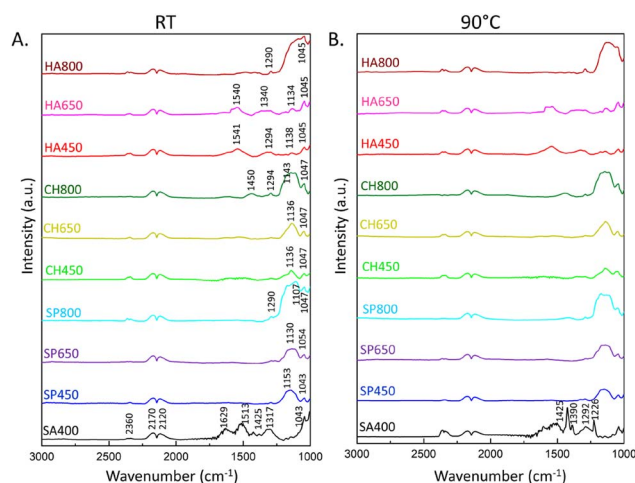 RT
90°C
A.
B.
HA800
1290
1045
HA650
1540
1340
1134
1045
HA450
1541
1294
1138
1045
CH800
1450
1294
1143
1047
CH650
1136
1047
CH450
1136
1047
SP800
1290
1107
1047
SP650
1130
1054
SP450
1153
1043
SA400
2360
2170
2120
1629
1513
1425
1317
1043
3000
2500
2000
1500
1000
Wavenumber (cm-1)
Intensity (a.u.)
HA800
HA650
HA450
CH800
CH650
CH450
SP800
SP650
SP450
SA400
1425
1390
1292
1226
3000
2500
2000
1500
1000
Wavenumber (cm-1)
Intensity (a.u.)